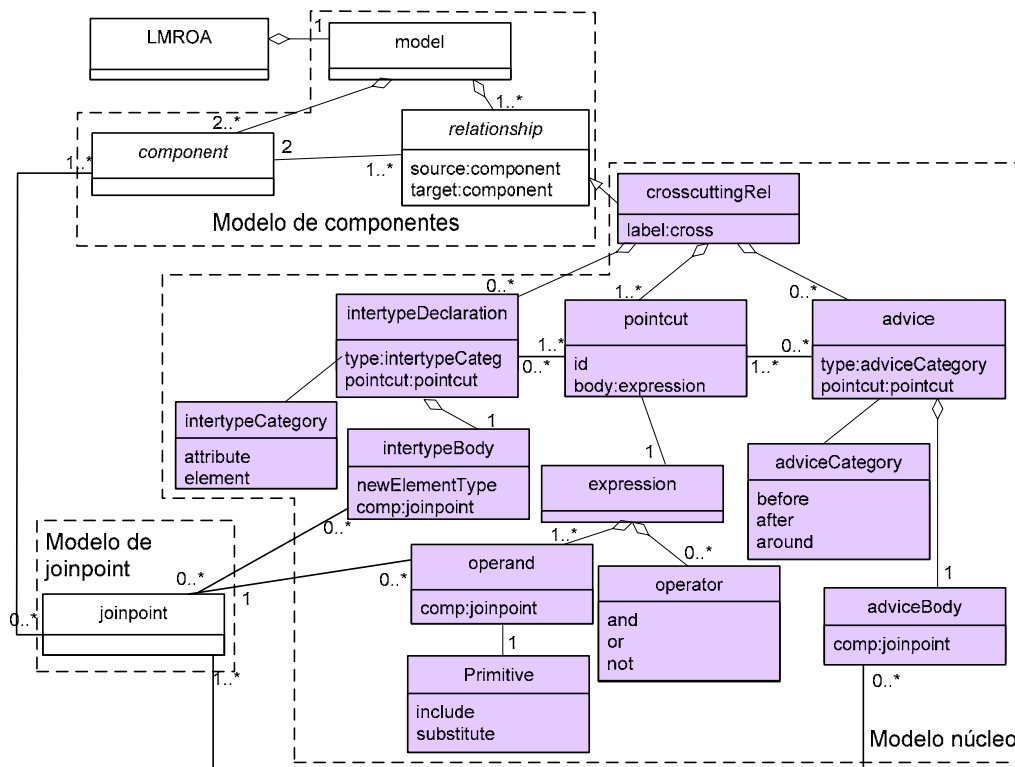 LMROA
1
model
2..*
1..*
component
2
1..*
1..*
relationship
source:component
target:component
Modelo de componentes
crosscuttingRel
label:cross
0..*
1..*
0..*
intertypeDeclaration
type:intertypeCateg
pointcut:pointcut
1..*
0..*
pointcut
id
body:expression
0..*
1..*
advice
type:adviceCategory
pointcut:pointcut
intertypeCategory
attribute
element
1
intertypeBody
newElementType
comp:joinpoint
0..*
1
expression
adviceCategory
before
after
around
Modelo de
joinpoint
0..*
1
joinpoint
0..*
1..*
1..*
0..*
0..*
operand
comp:joinpoint
1
Primitive
include
substitute
operator
and
or
not
1
adviceBody
comp:joinpoint
0..*
Modelo núcleo